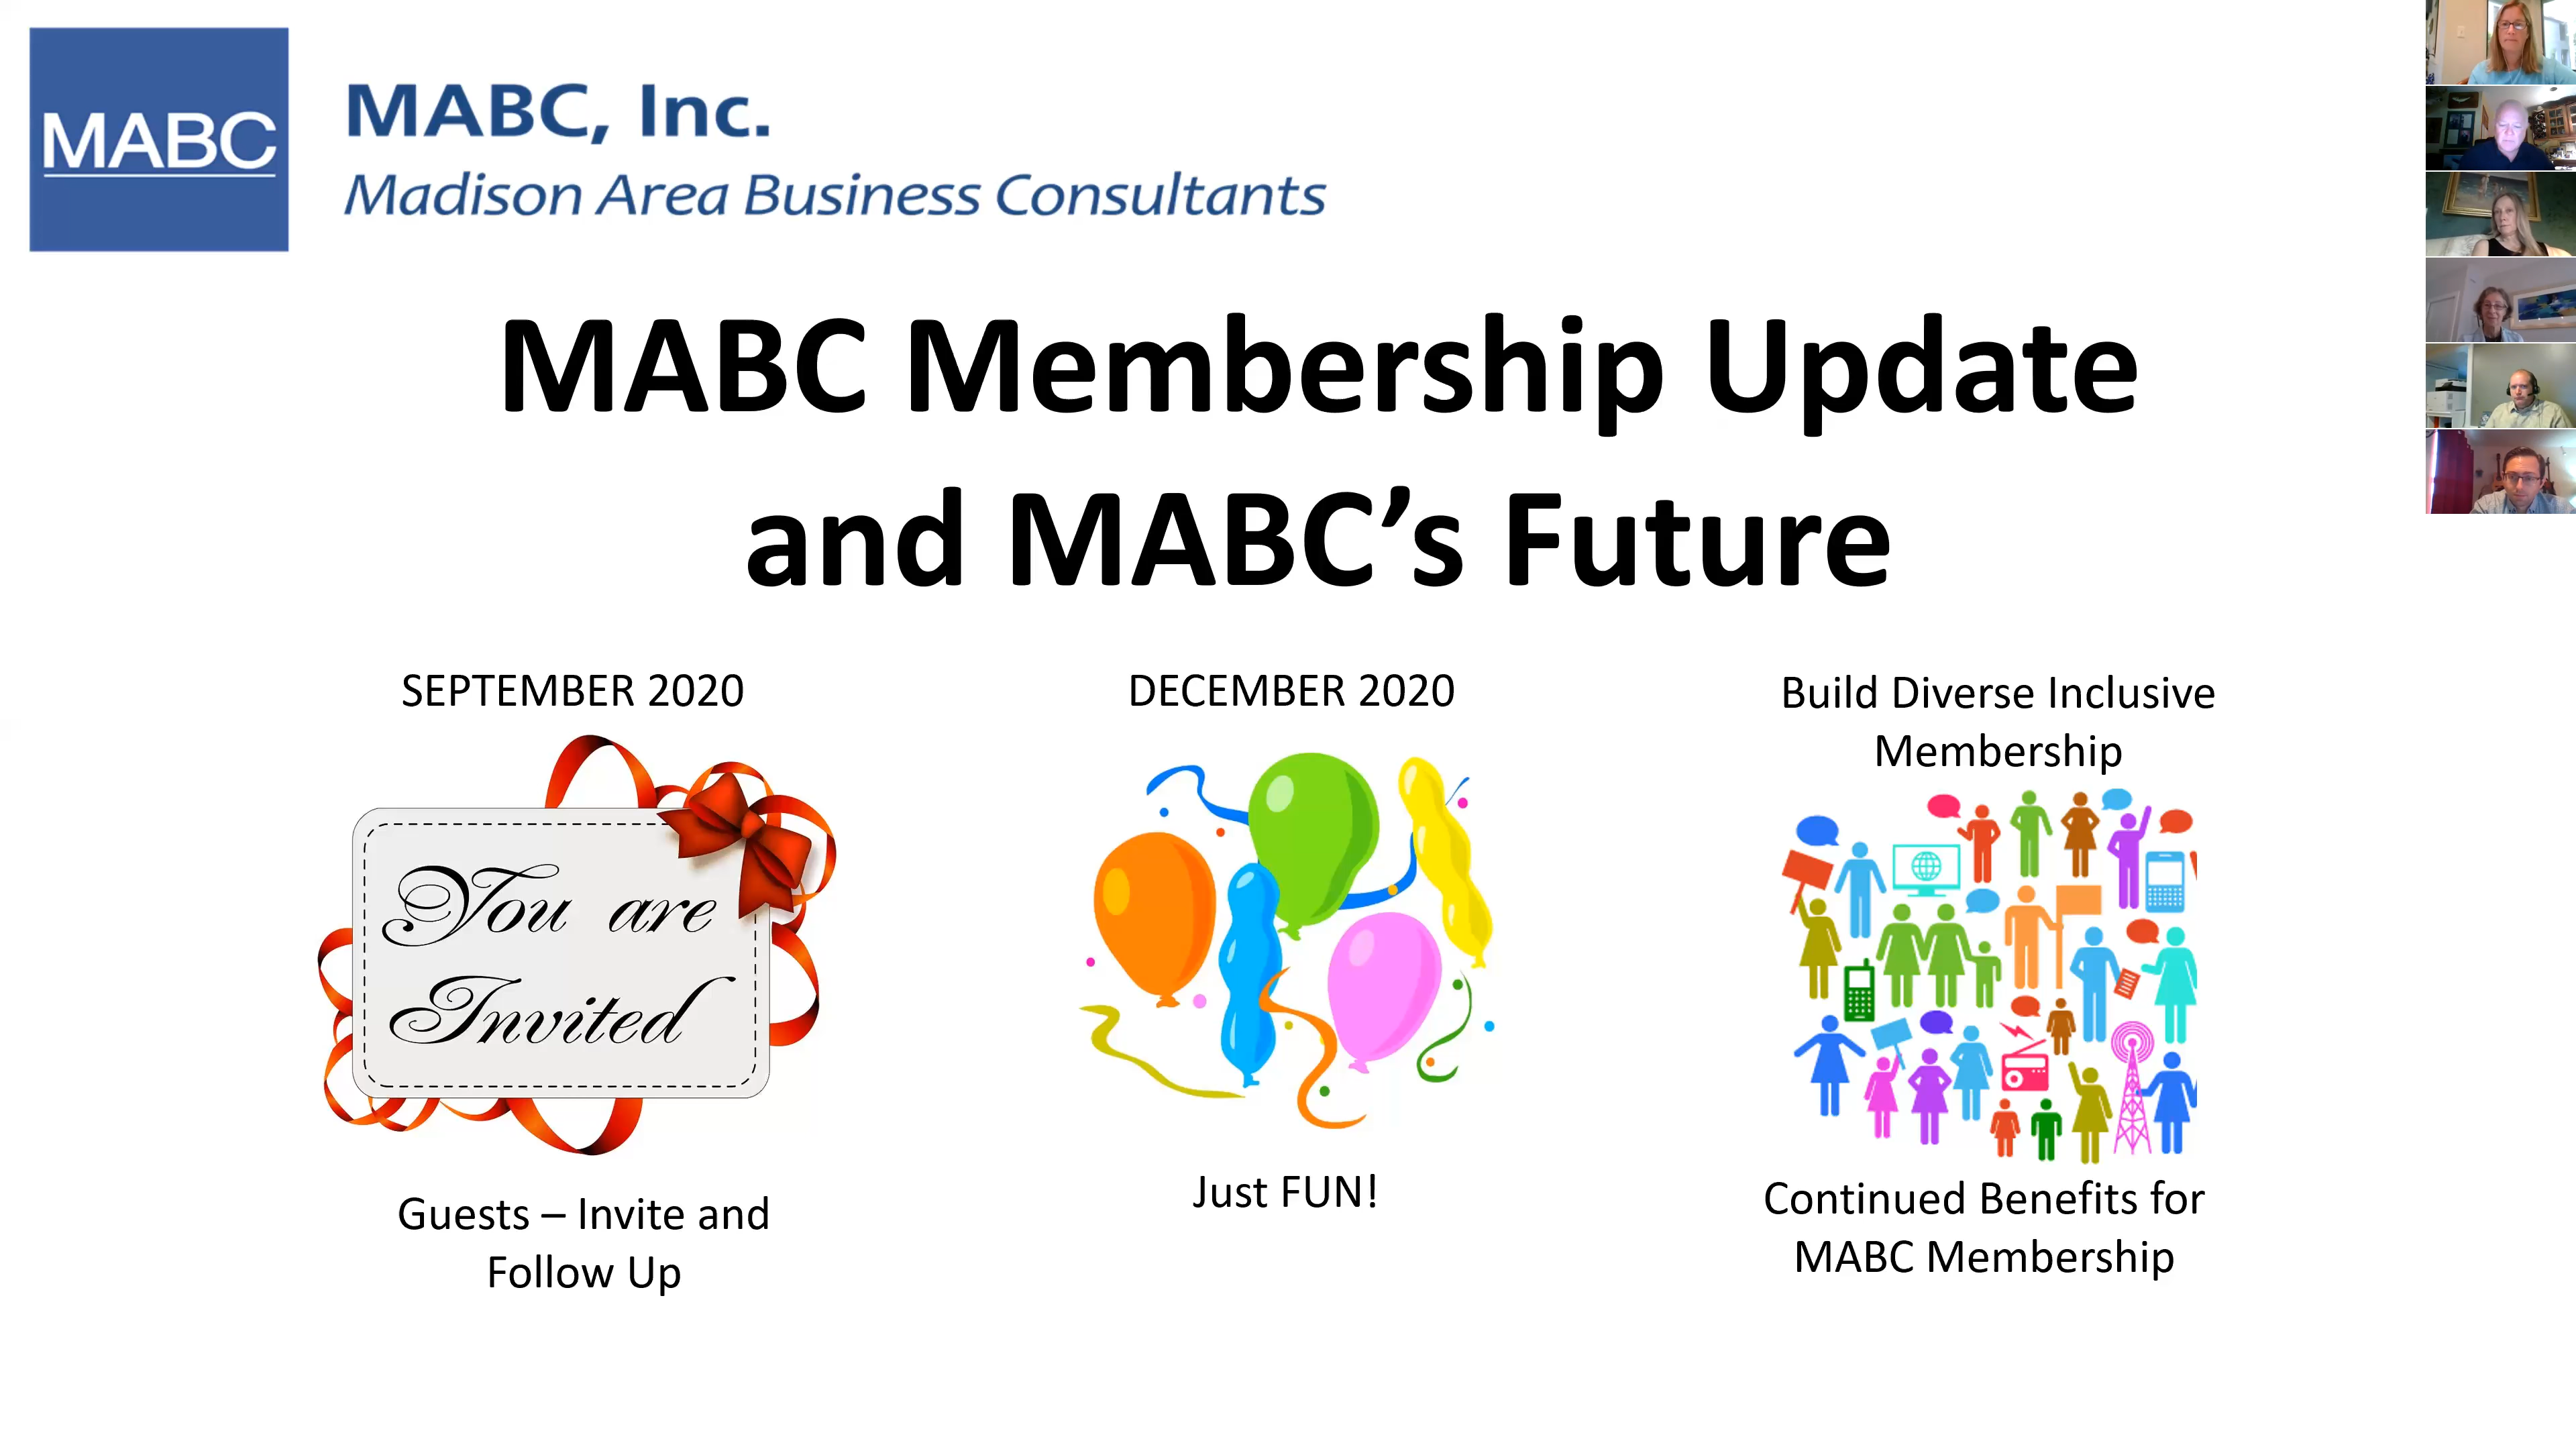 MABC
MABC, Inc.
Madison Area Business Consultants
MABC Membership Update
and MABC’s Future
SEPTEMBER 2020
You are
Invited
Guests – Invite and
Follow Up
DECEMBER 2020
Just FUN!
Build Diverse Inclusive
Membership
Continued Benefits for
MABC Membership